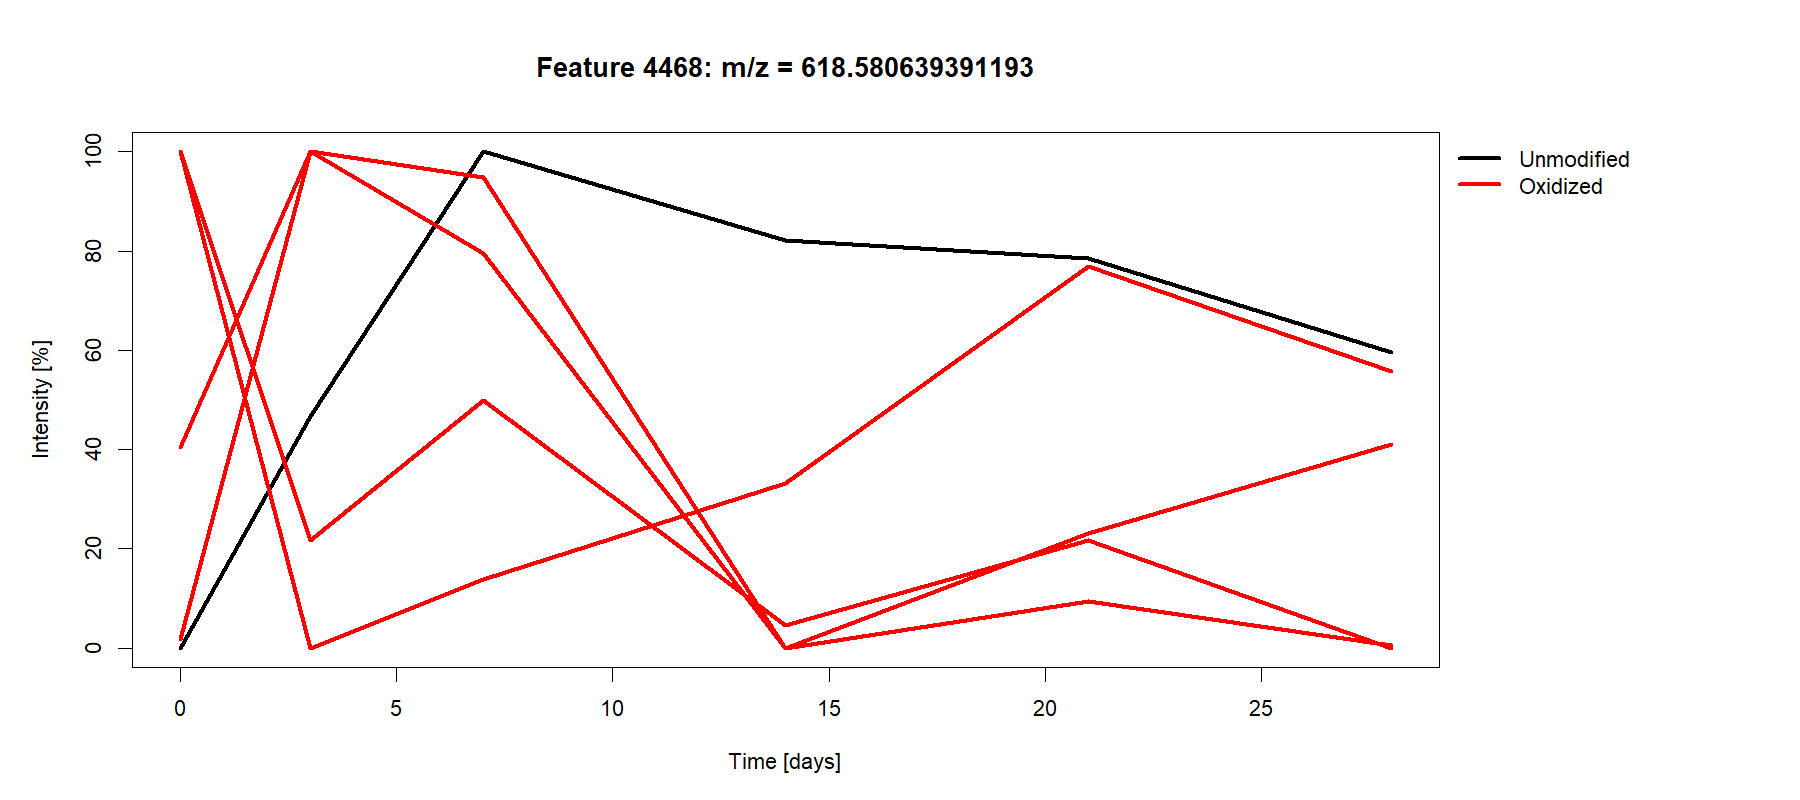 Feature 4468: m/z = 618.580639391193
Unmodified
Oxidized
100
80
60
40
20
0
Intensity [%]
0 5 10 15 20 25
Time [days]